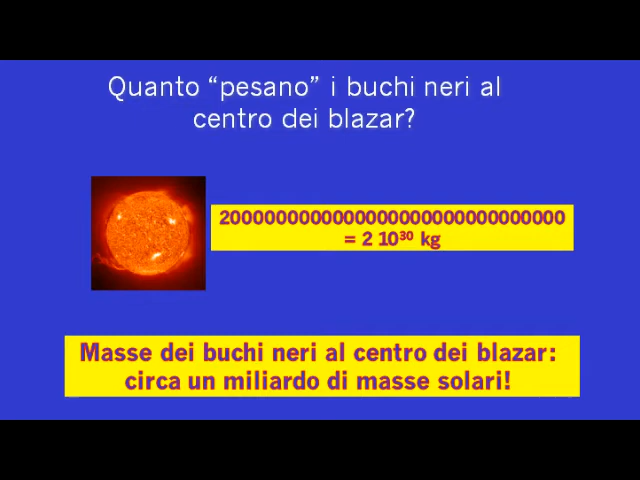 Quanto “pesano” i buchi neri al
centro dei blazar?
2000000000000000000000000000000
= 2 10³⁰ kg
Masse dei buchi neri al centro dei blazar:
circa un miliardo di masse solari!